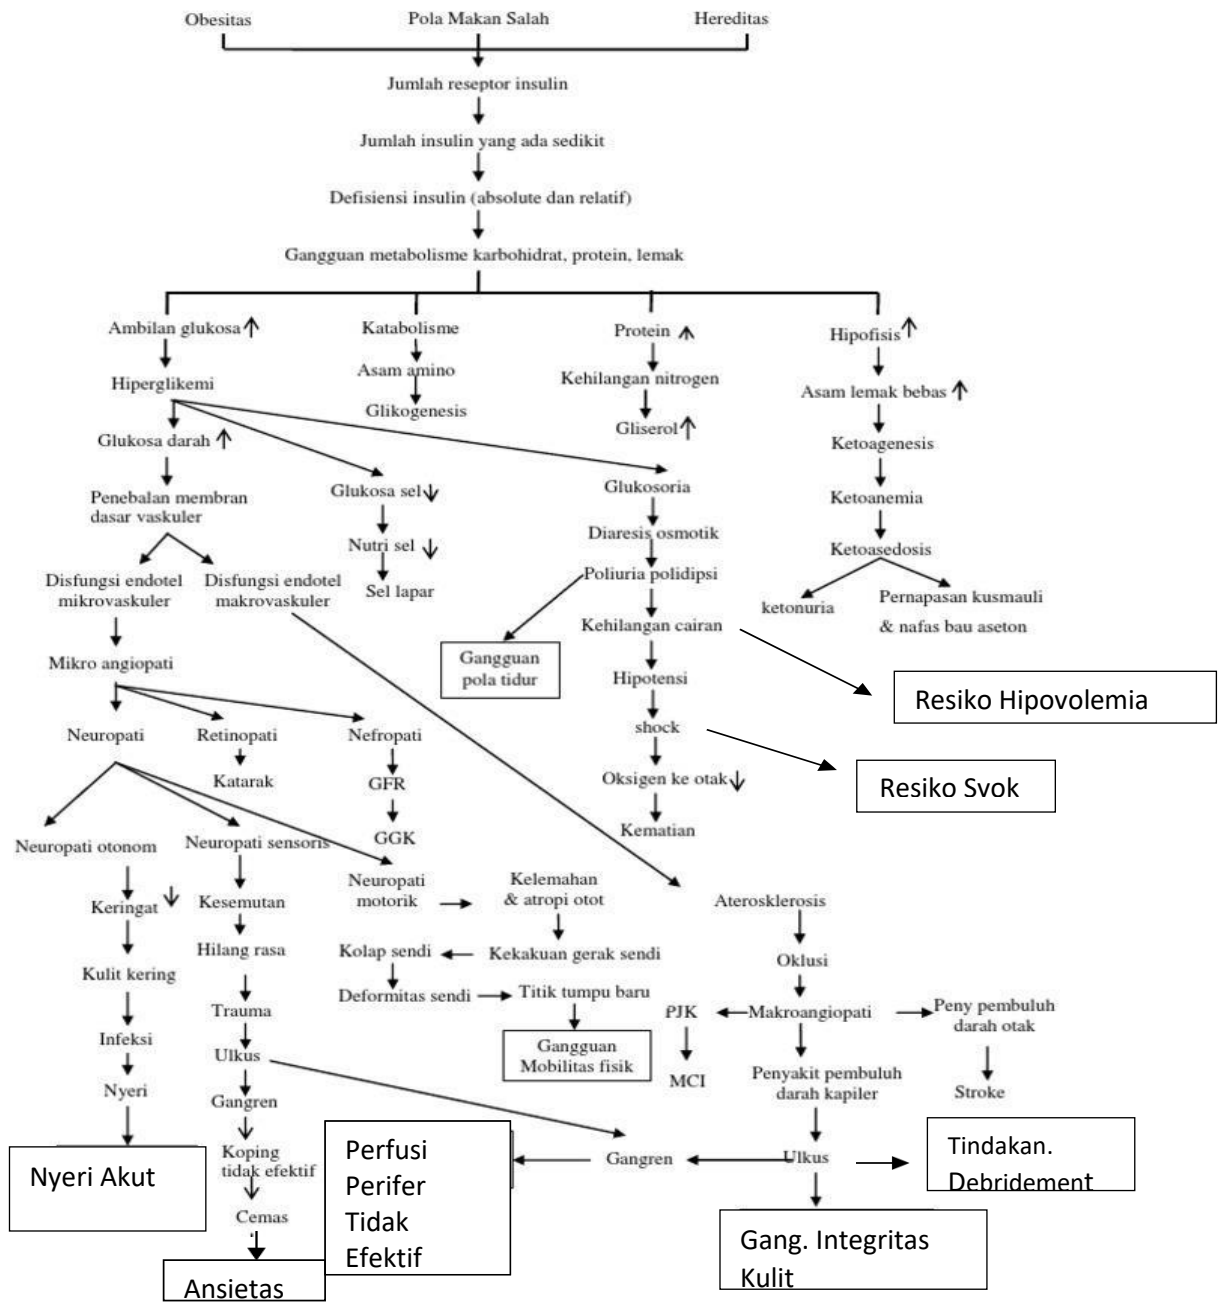 Obesitas
Pola Makan Salah
Hereditas
Jumlah reseptor insulin
Jumlah insulin yang ada sedikit
Defisiensi insulin (absolute dan relatif)
Gangguan metabolisme karbohidrat, protein, lemak
Ambilan glukosa ↑
Katabolisme
Protein ↑
Hipofisis ↑
Hiperglikemi
Asam amino
Kehilangan nitrogen
Asam lemak bebas ↑
Glikogenesis
Gliserol ↑
Glukosa darah ↑
Ketoagenesis
Penebalan membran
dasar vaskuler
Glukosa sel ↓
Glukosoria
Ketoanemia
Nutri sel ↓
Diaresis osmotik
Ketoasedosis
Disfungsi endotel
mikrovaskuler
Disfungsi endotel
makrovaskuler
Sel lapar
Poliuria polidipsi
ketonuria
Pernapasan kusmauli
& nafas bau aseton
Kehilangan cairan
Mikro angiopati
Gangguan
pola tidur
Hipotensi
Resiko Hipovolemia
Neuropati
Retinopati
Nefropati
shock
Katarak
GFR
Oksigen ke otak ↓
Resiko Svok
GGK
Kematian
Neuropati otonom
Neuropati sensoris
Neuropati
motorik
Kelemahan
& atropi otot
Aterosklerosis
Keringat ↓
Kesemutan
Hilang rasa
Kolap sendi
Kekakuan gerak sendi
Oklusi
Kulit kering
Deformitas sendi
Titik tumpu baru
Trauma
PJK
Makroangiopati
Peny pembuluh
darah otak
Infeksi
Ulkus
Gangguan
Mobilitas fisik
MCI
Penyakit pembuluh
darah kapiler
Stroke
Nyeri
Gangren
Koping
tidak efektif
Nyeri Akut
Perfusi
Perifer
Tidak
Efektif
Gangren
Ulkus
Tindakan.
Debridement
Cemas
Gang. Integritas
Kulit
Ansietas